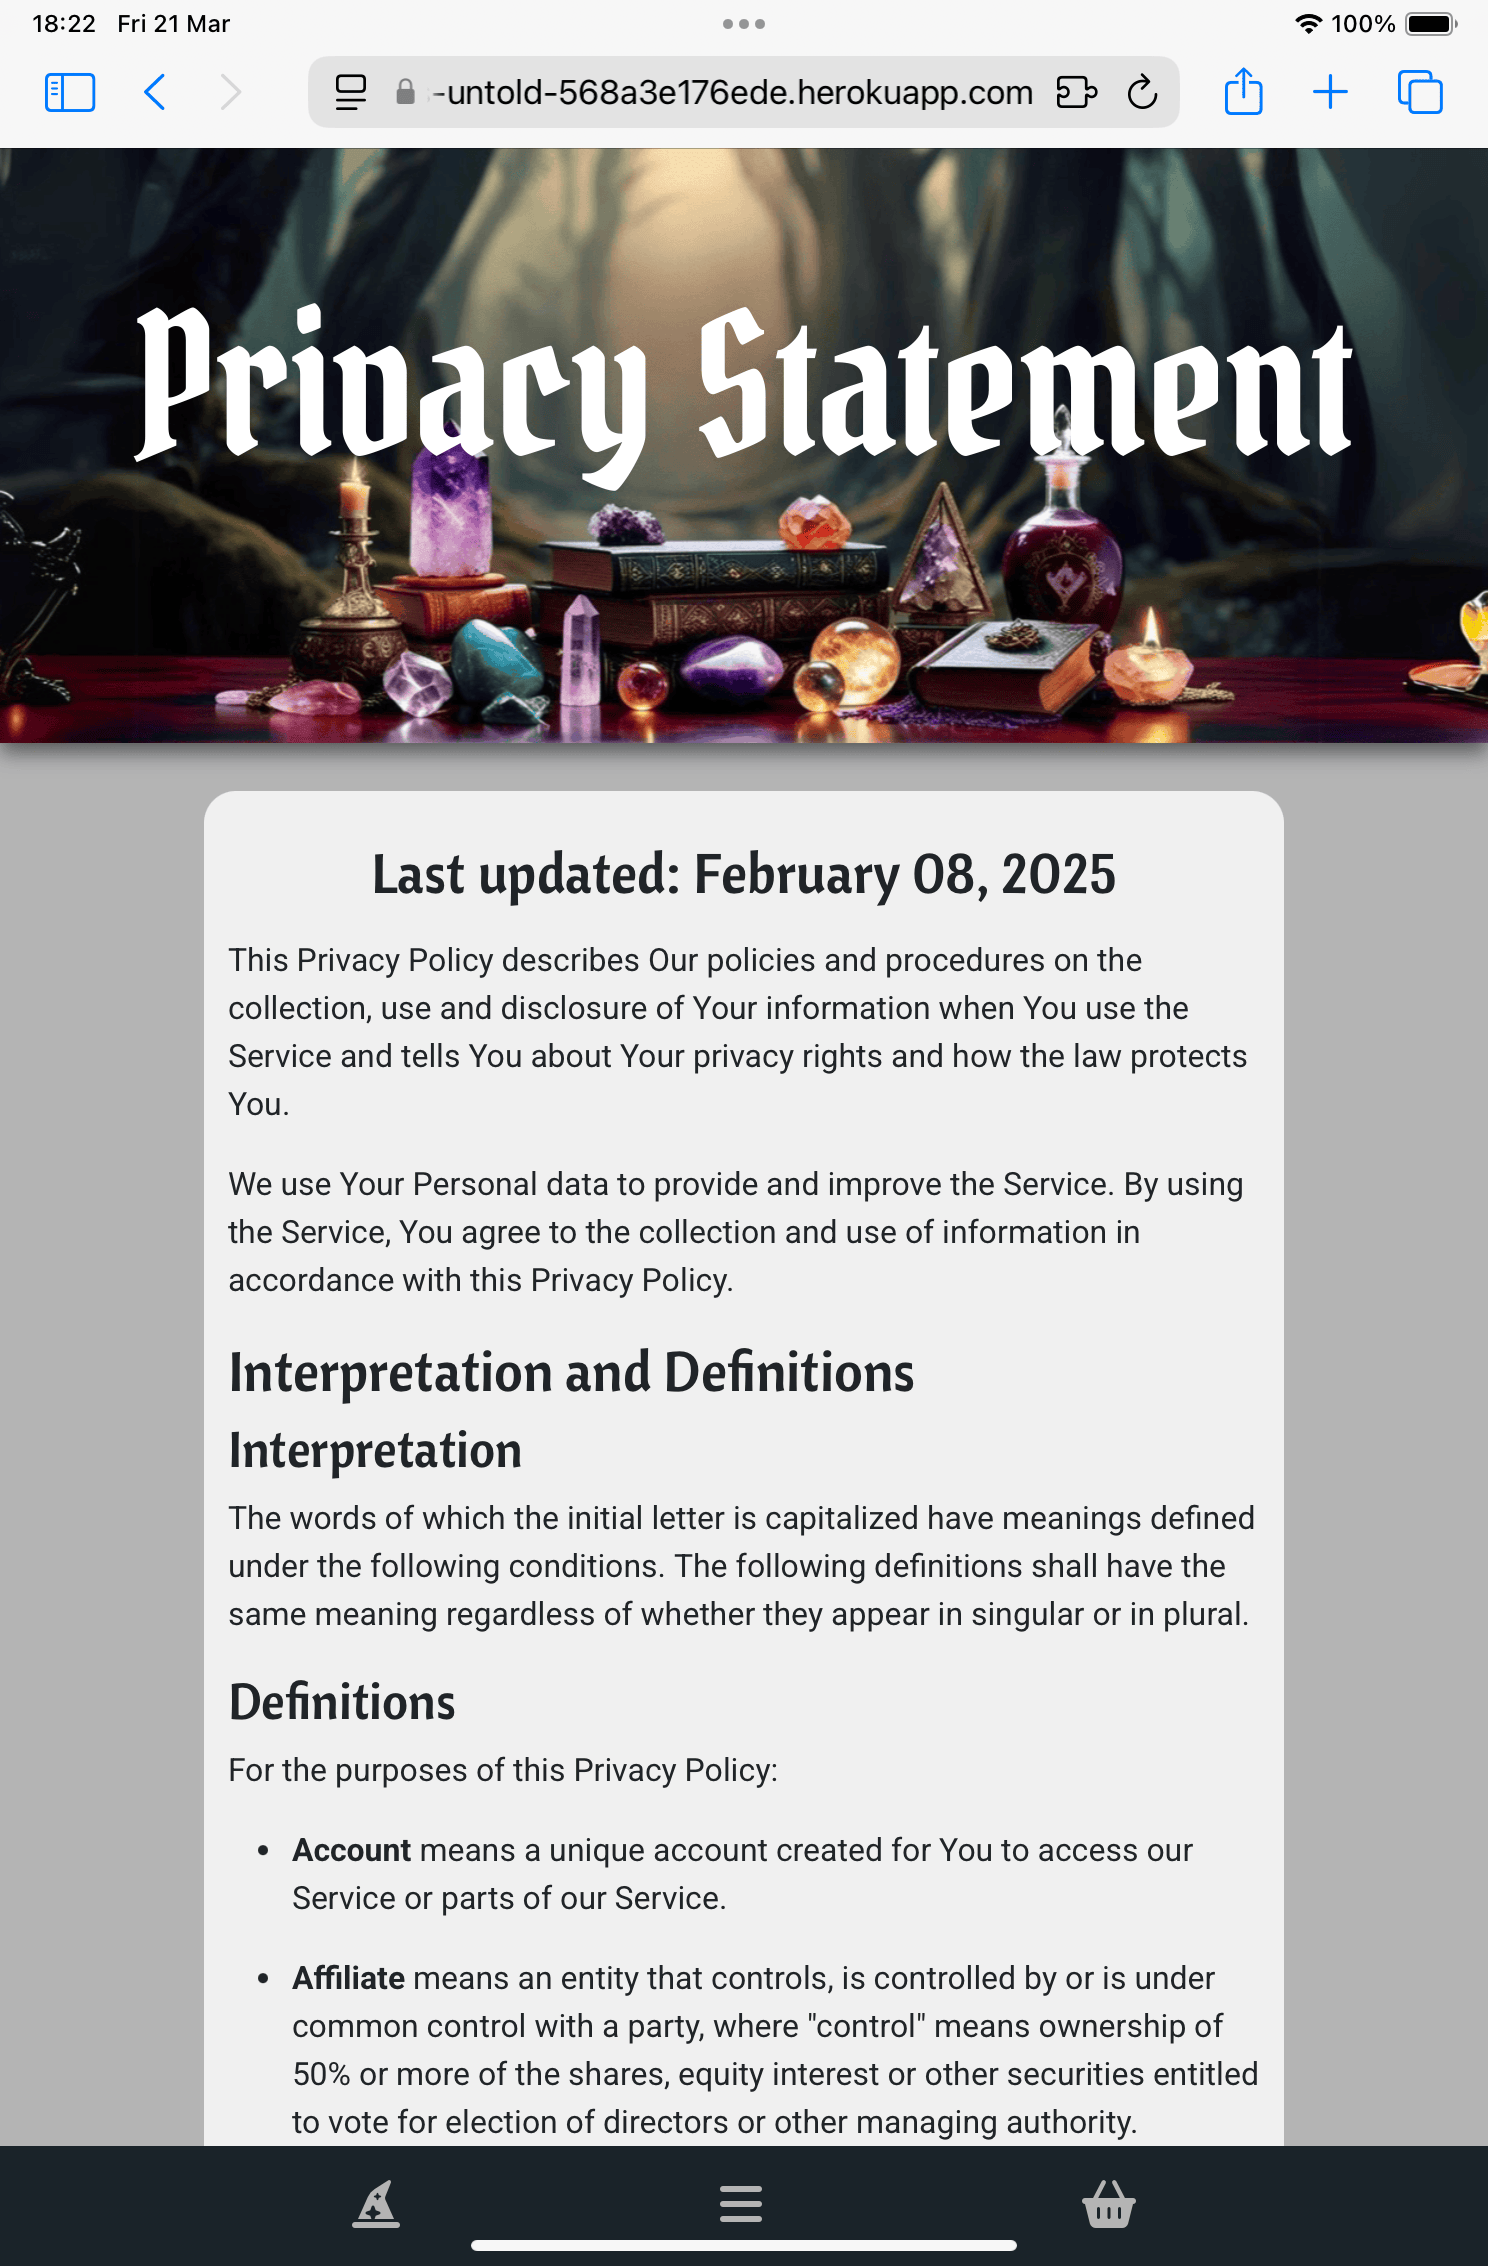 18:22 Fri 21 Mar
100%
-untold-568a3e176ede.herokuapp.com
Privacy Statement
Last updated: February 08, 2025
This Privacy Policy describes Our policies and procedures on the
collection, use and disclosure of Your information when You use the
Service and tells You about Your privacy rights and how the law protects
You.
We use Your Personal data to provide and improve the Service. By using
the Service, You agree to the collection and use of information in
accordance with this Privacy Policy.
Interpretation and Definitions
Interpretation
The words of which the initial letter is capitalized have meanings defined
under the following conditions. The following definitions shall have the
same meaning regardless of whether they appear in singular or in plural.
Definitions
For the purposes of this Privacy Policy:
• Account means a unique account created for You to access our
Service or parts of our Service.
• Affiliate means an entity that controls, is controlled by or is under
common control with a party, where "control" means ownership of
50% or more of the shares, equity interest or other securities entitled
to vote for election of directors or other managing authority.